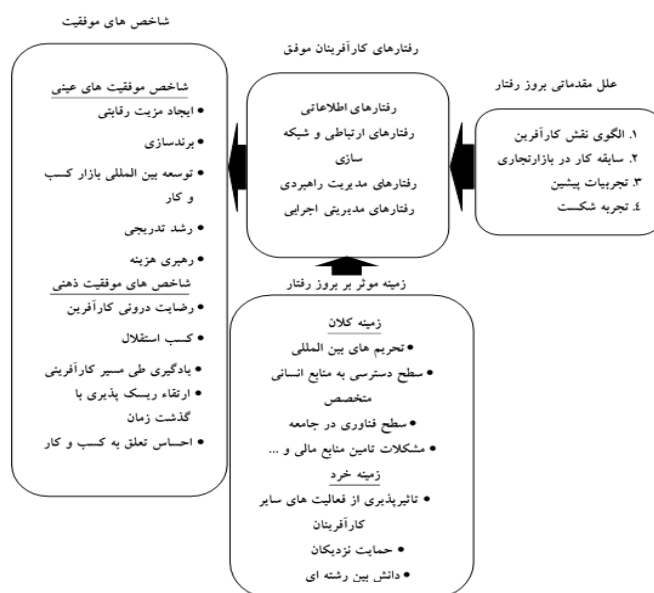 علل مقدماتی بروز رفتار
۱. الگوی نقش کارآفرین
۲. سابقه کار در بازارتجاری
۳. تجربیات پیشین
۴. تجربه شکست
رفتارهای کارآفرینان موفق
رفتارهای اطلاعاتی
رفتارهای ارتباطی و شبکه
سازی
رفتارهای مدیریت راهبردی
رفتارهای مدیریتی اجرایی
زمینه موثر بر بروز رفتار
زمینه کلان
•تحریم های بین المللی
•سطح دسترسی به منابع انسانی
متخصص
•سطح فناوری در جامعه
•مشکلات تامین منابع مالی و ...
زمینه خرد
•تاثیرپذیری از فعالیت های سایر
کارآفرینان
•حمایت نزدیکان
•دانش بین رشته ای
شاخص های موفقیت
شاخص موفقیت های عینی
•ایجاد مزیت رقابتی
•برندسازی
•توسعه بین المللی بازار کسب
و کار
•رشد تدریجی
•رهبری هزینه
شاخص های موفقیت ذهنی
•رضایت درونی کارآفرین
•کسب استقلال
•یادگیری طی مسیر کارآفرینی
•ارتقاء ریسک پذیری با
گذشت زمان
•احساس تعلق به کسب و کار